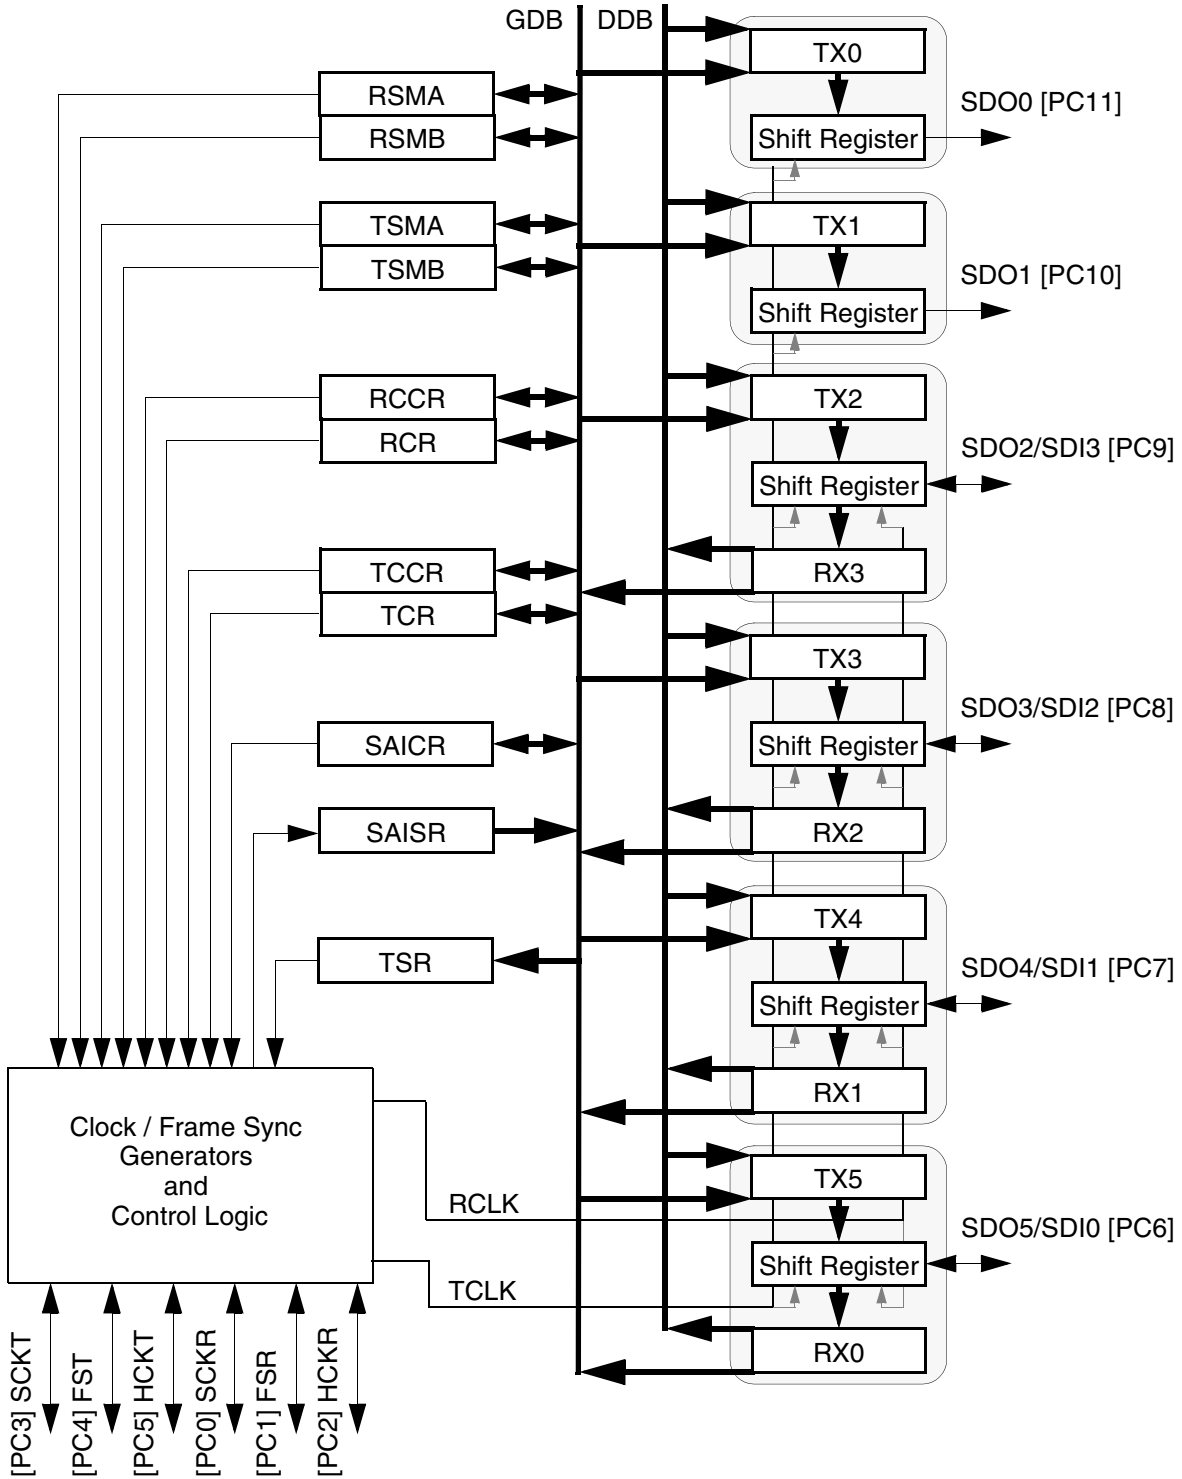 GDB
DDB
TX0
RSMA
SDO0 [PC11]
RSMB
Shift Register
TSMA
TX1
TSMB
SDO1 [PC10]
Shift Register
RCCR
TX2
RCR
SDO2/SDI3 [PC9]
Shift Register
TCCR
RX3
TCR
TX3
SDO3/SDI2 [PC8]
SAICR
Shift Register
SAISR
RX2
TX4
TSR
SDO4/SDI1 [PC7]
Shift Register
RX1
Clock / Frame Sync
Generators
and
Control Logic
TX5
RCLK
SDO5/SDI0 [PC6]
Shift Register
TCLK
RX0
[PC3] SCKT
[PC4] FST
[PC5] HCKT
[PC0] SCKR
[PC1] FSR
[PC2] HCKR